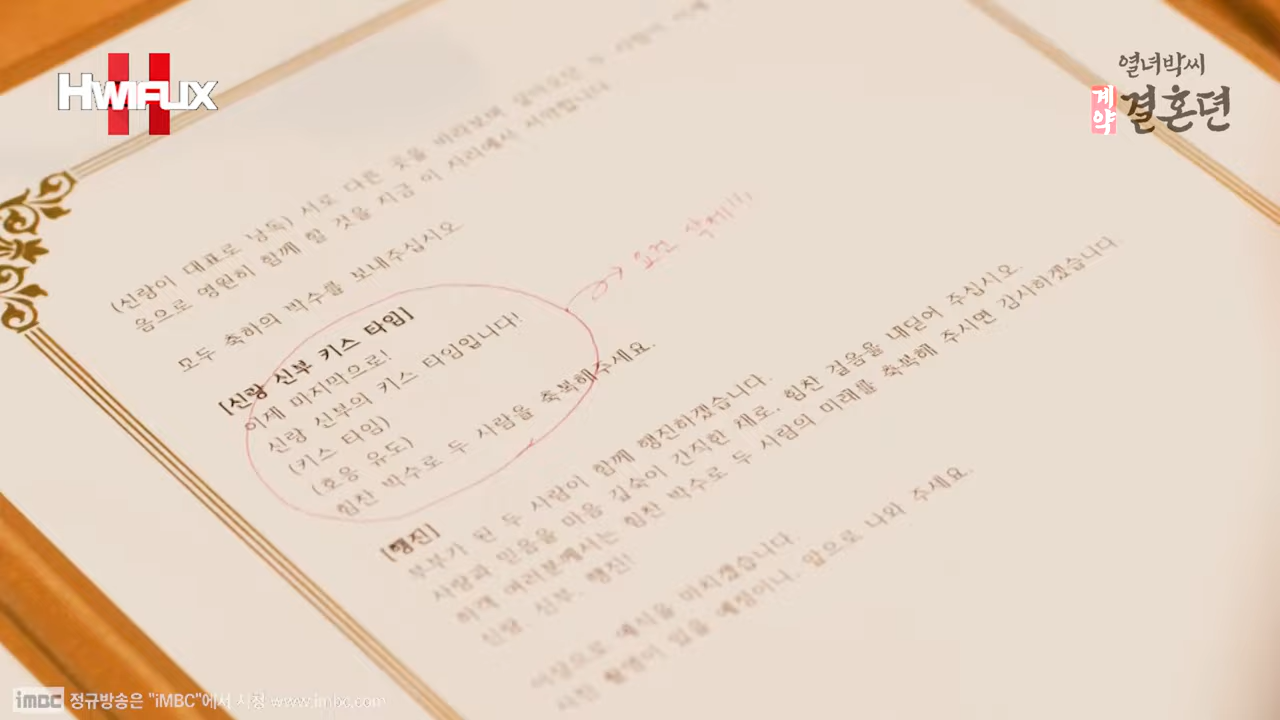 HWIFLIX
열녀박씨
계약
결혼뎐
(신랑이 대표로 낭독) 서로 다른 곳을 바라보며 살아오던 두 사람이 이제
음으로 영원히 함께 할 것을 지금 이 자리에서 서약합니다.
모두 축하의 박수를 보내주십시오
요건 삭제!!!
[신랑 신부 키스 타임]
이제 마지막으로!
신랑 신부의 키스 타임입니다!
(키스 타임)
(호응 유도)
힘찬 박수로 두 사람을 축복해주세요.
[행진]
부부가 된 두 사람이 함께 행진하겠습니다.
사랑과 믿음을 마음 깊숙이 간직한 채로, 힘찬 걸음을 내딛어 주십시오.
하객 여러분께서는 힘찬 박수로 두 사람의 미래를 축복해 주시면 감사하겠습니다.
신랑, 신부, 행진!
이상으로 예식을 마치겠습니다.
사진 촬영이 있을 예정이니, 앞으로 나와 주세요.
iMBC 정규방송은 "iMBC"에서 시청 www.imbc.com